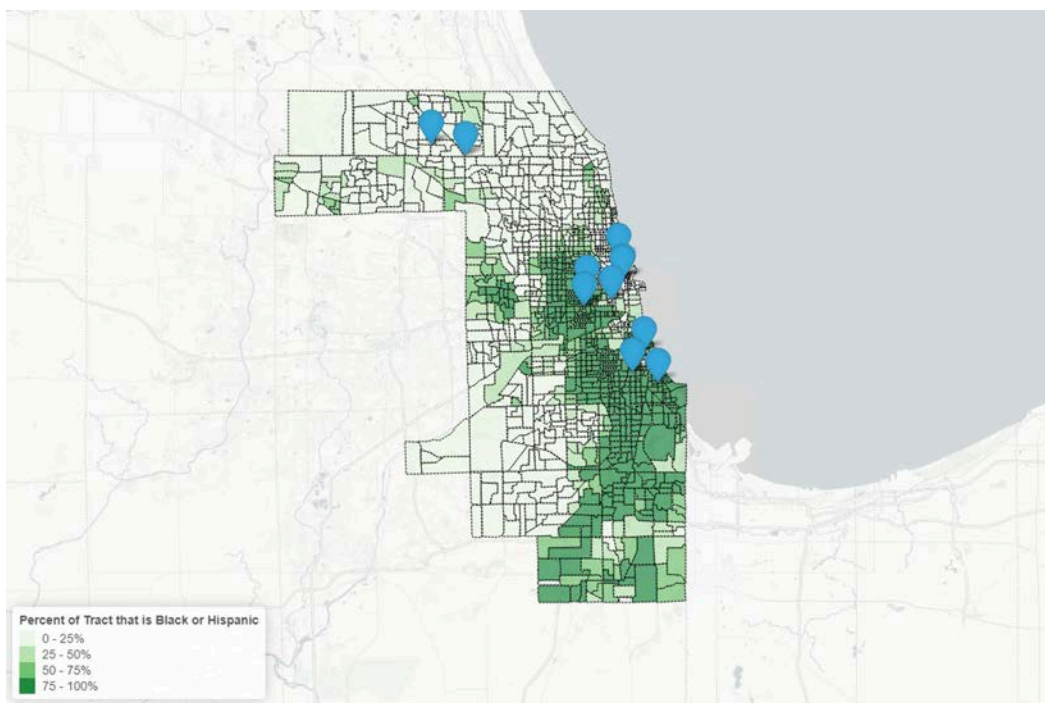 Percent of Tract that is Black or Hispanic
0 - 25%
25 - 50%
50 - 75%
75 - 100%